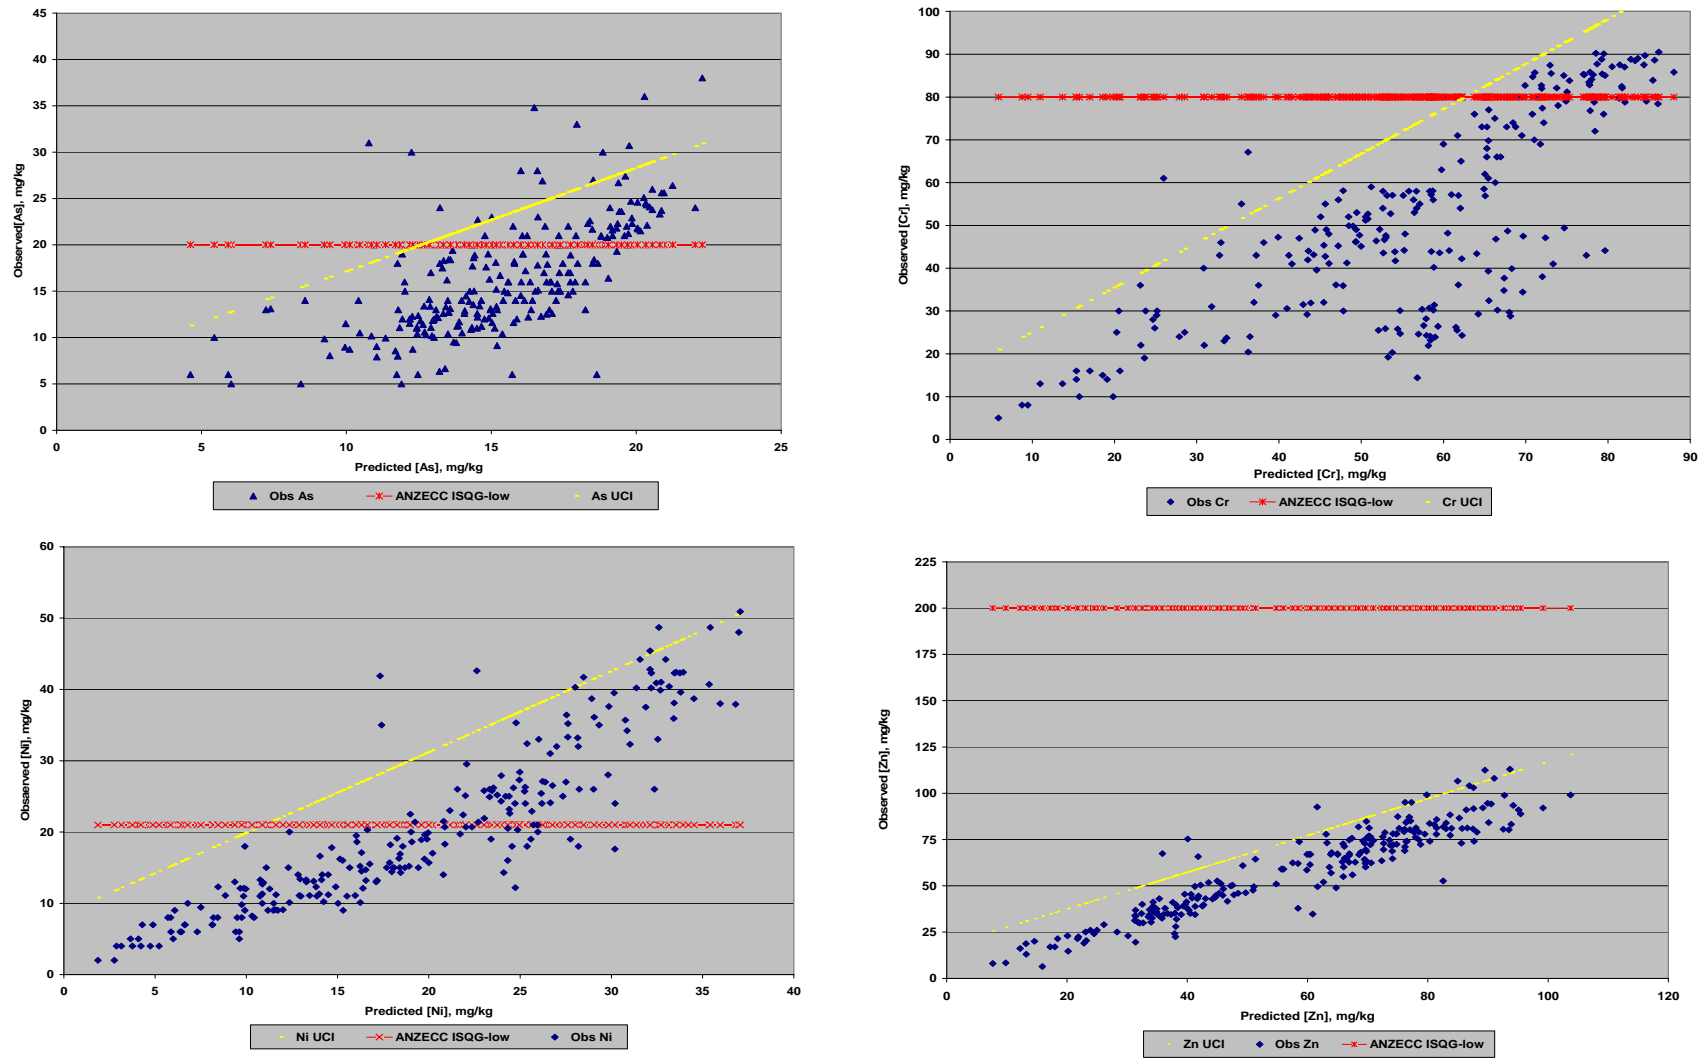 45
40
35
30
25
20
15
10
5
0
Observed[As], mg/kg
0 5 10 15 20 25
Predicted [As], mg/kg
Obs As ANZECC ISQG-low As UCI
100
90
80
70
60
50
40
30
20
10
0
Observed [Cr], mg/kg
0 10 20 30 40 50 60 70 80 90
Predicted [Cr], mg/kg
Obs Cr ANZECC ISQG-low Cr UCI
60
50
40
30
20
10
0
Obsaerved [Ni], mg/kg
0 5 10 15 20 25 30 35 40
Predicted [Ni], mg/kg
Ni UCI ANZECC ISQG-low Obs Ni
225
200
175
150
125
100
75
50
25
0
Observed [Zn], mg/kg
0 20 40 60 80 100 120
Predicted [Zn], mg/kg
Zn UCI Obs Zn ANZECC ISQG-low